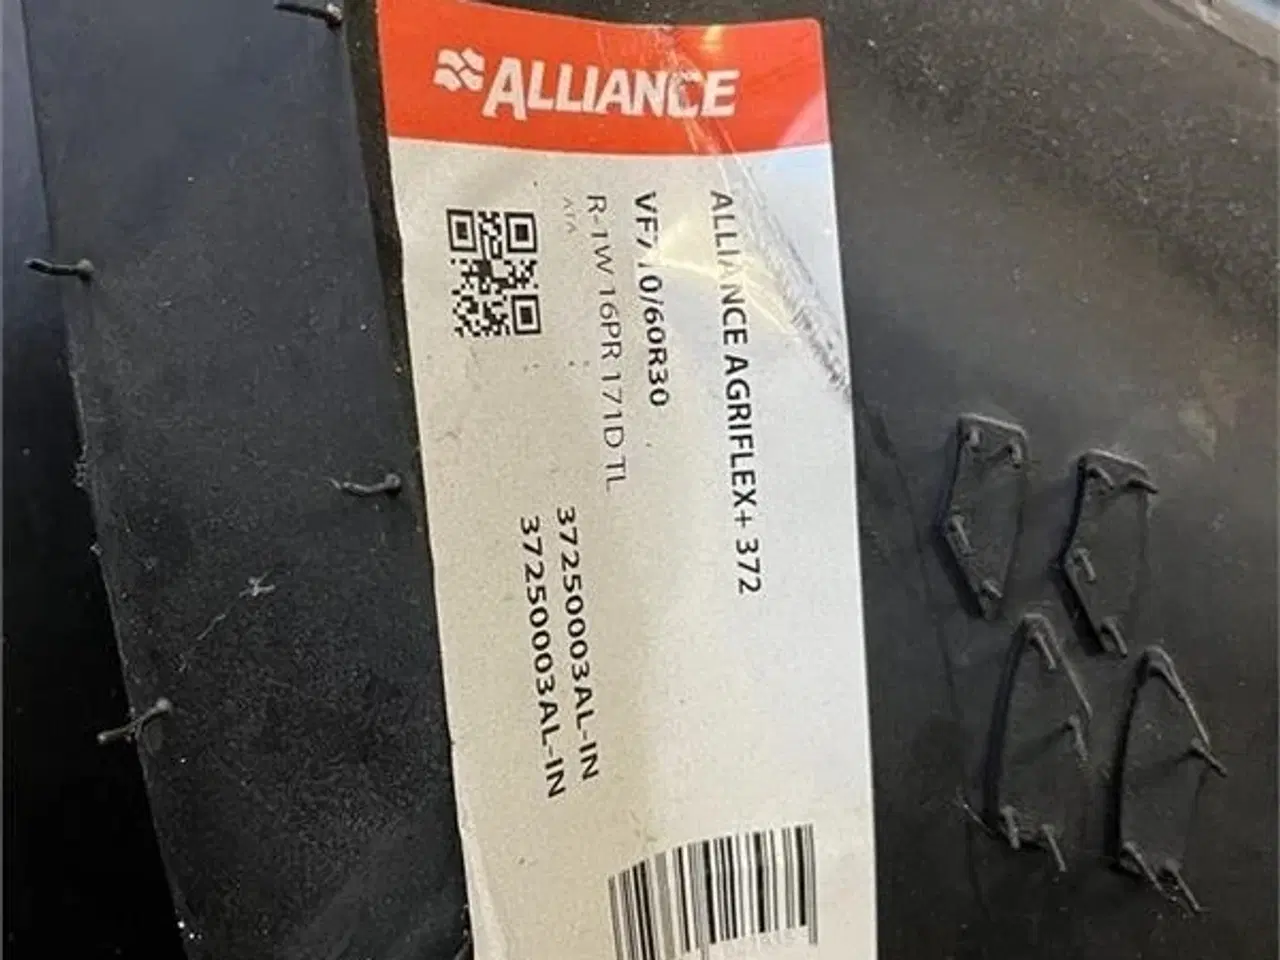 ALLIANCE
ALLIANCE AGRIFLEX+ 372
VF710/60R30
R-1W 16PR 171D TL
37250003AL-IN
37250003AL-IN